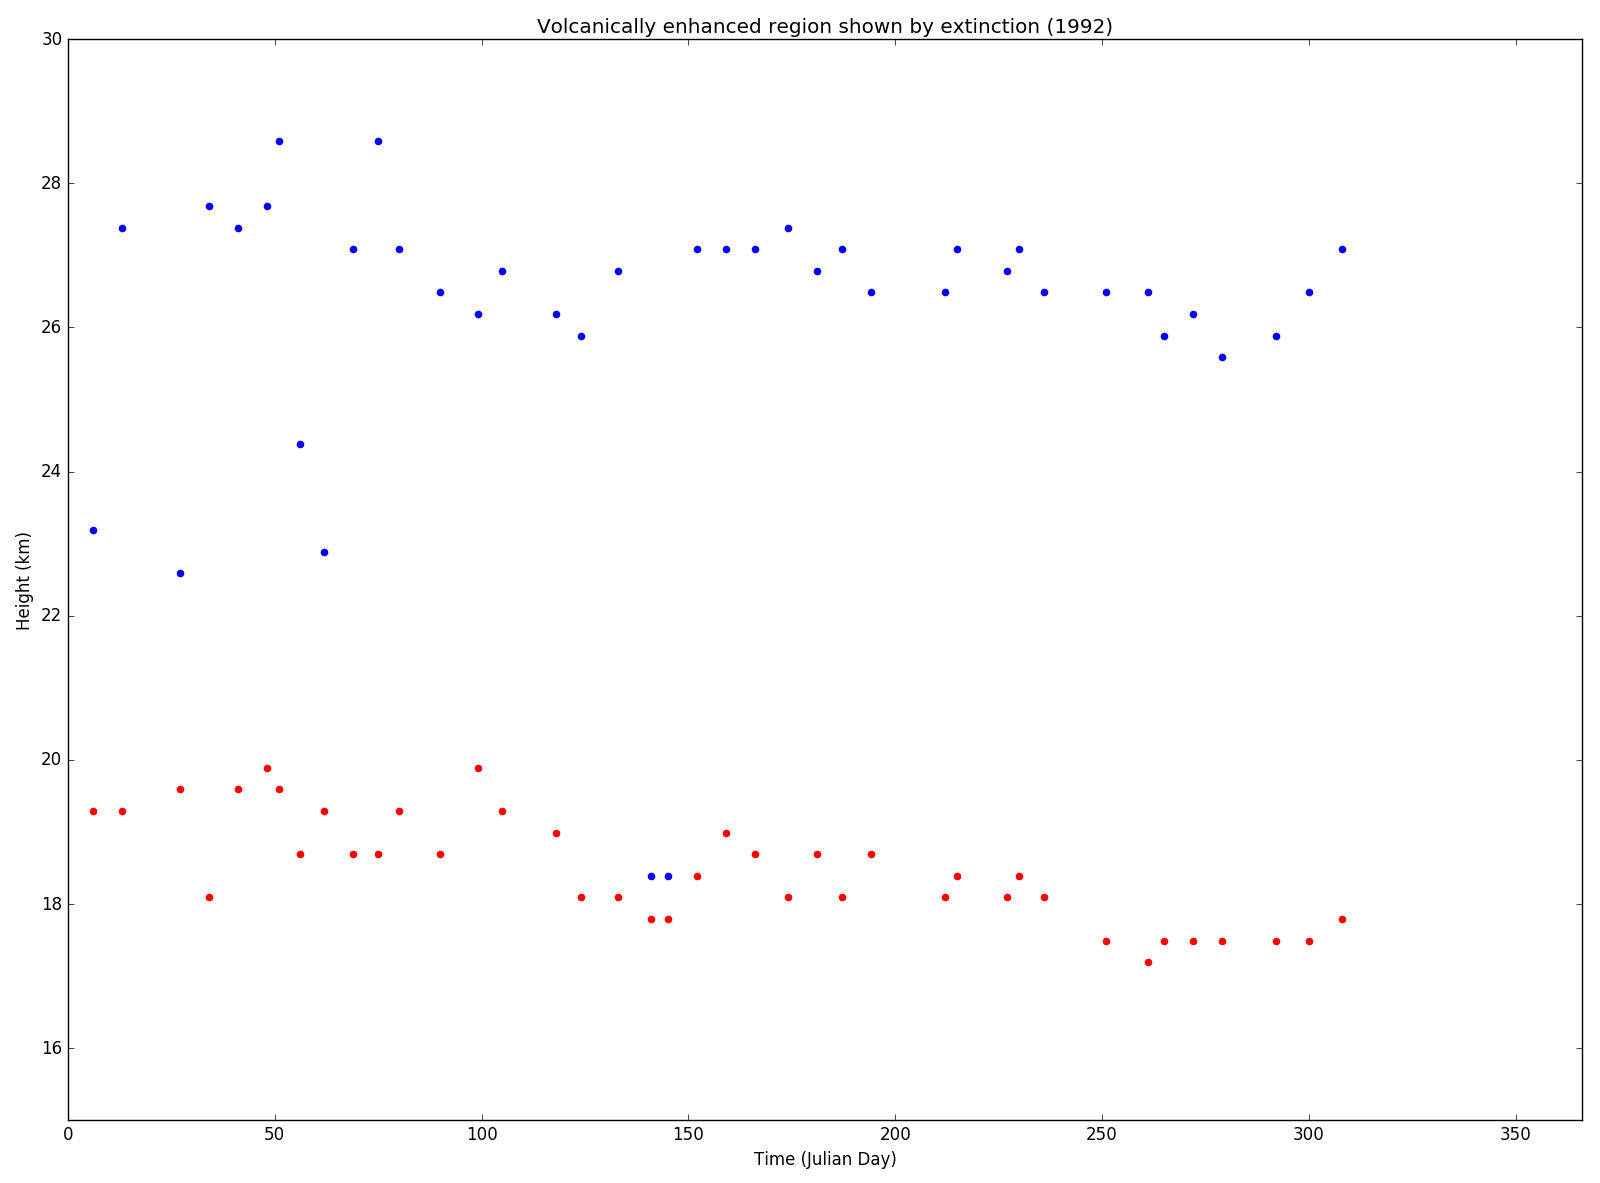 Volcanically enhanced region shown by extinction (1992)
30
28
26
24
22
20
18
16
Height (km)
0 50 100 150 200 250 300 350
Time (Julian Day)